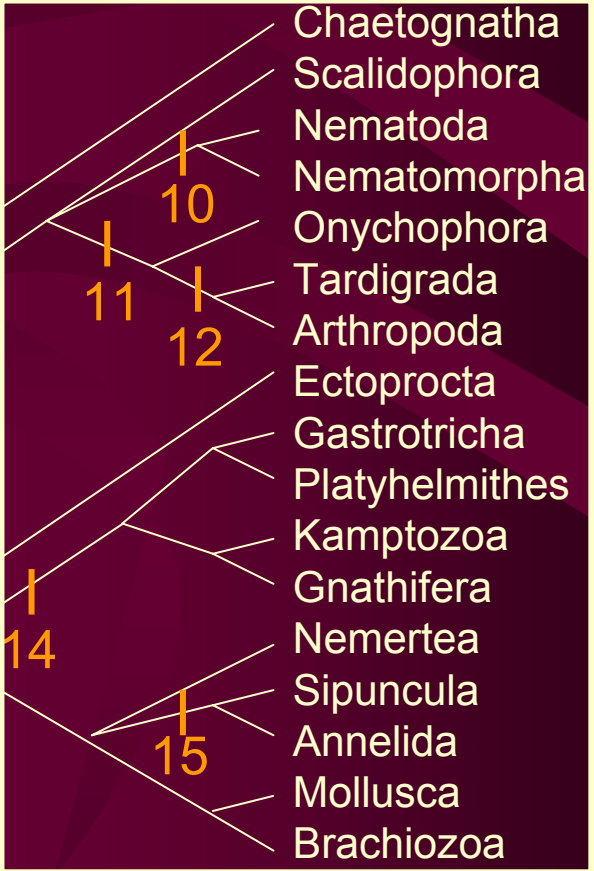 Chaetognatha
Scalidophora
Nematoda
Nematomorpha
10
Onychophora
Tardigrada
11
12
Arthropoda
Ectoprocta
Gastrotricha
Platyhelmithes
Kamptozoa
Gnathifera
14
Nemertea
Sipuncula
Annelida
15
Mollusca
Brachiozoa